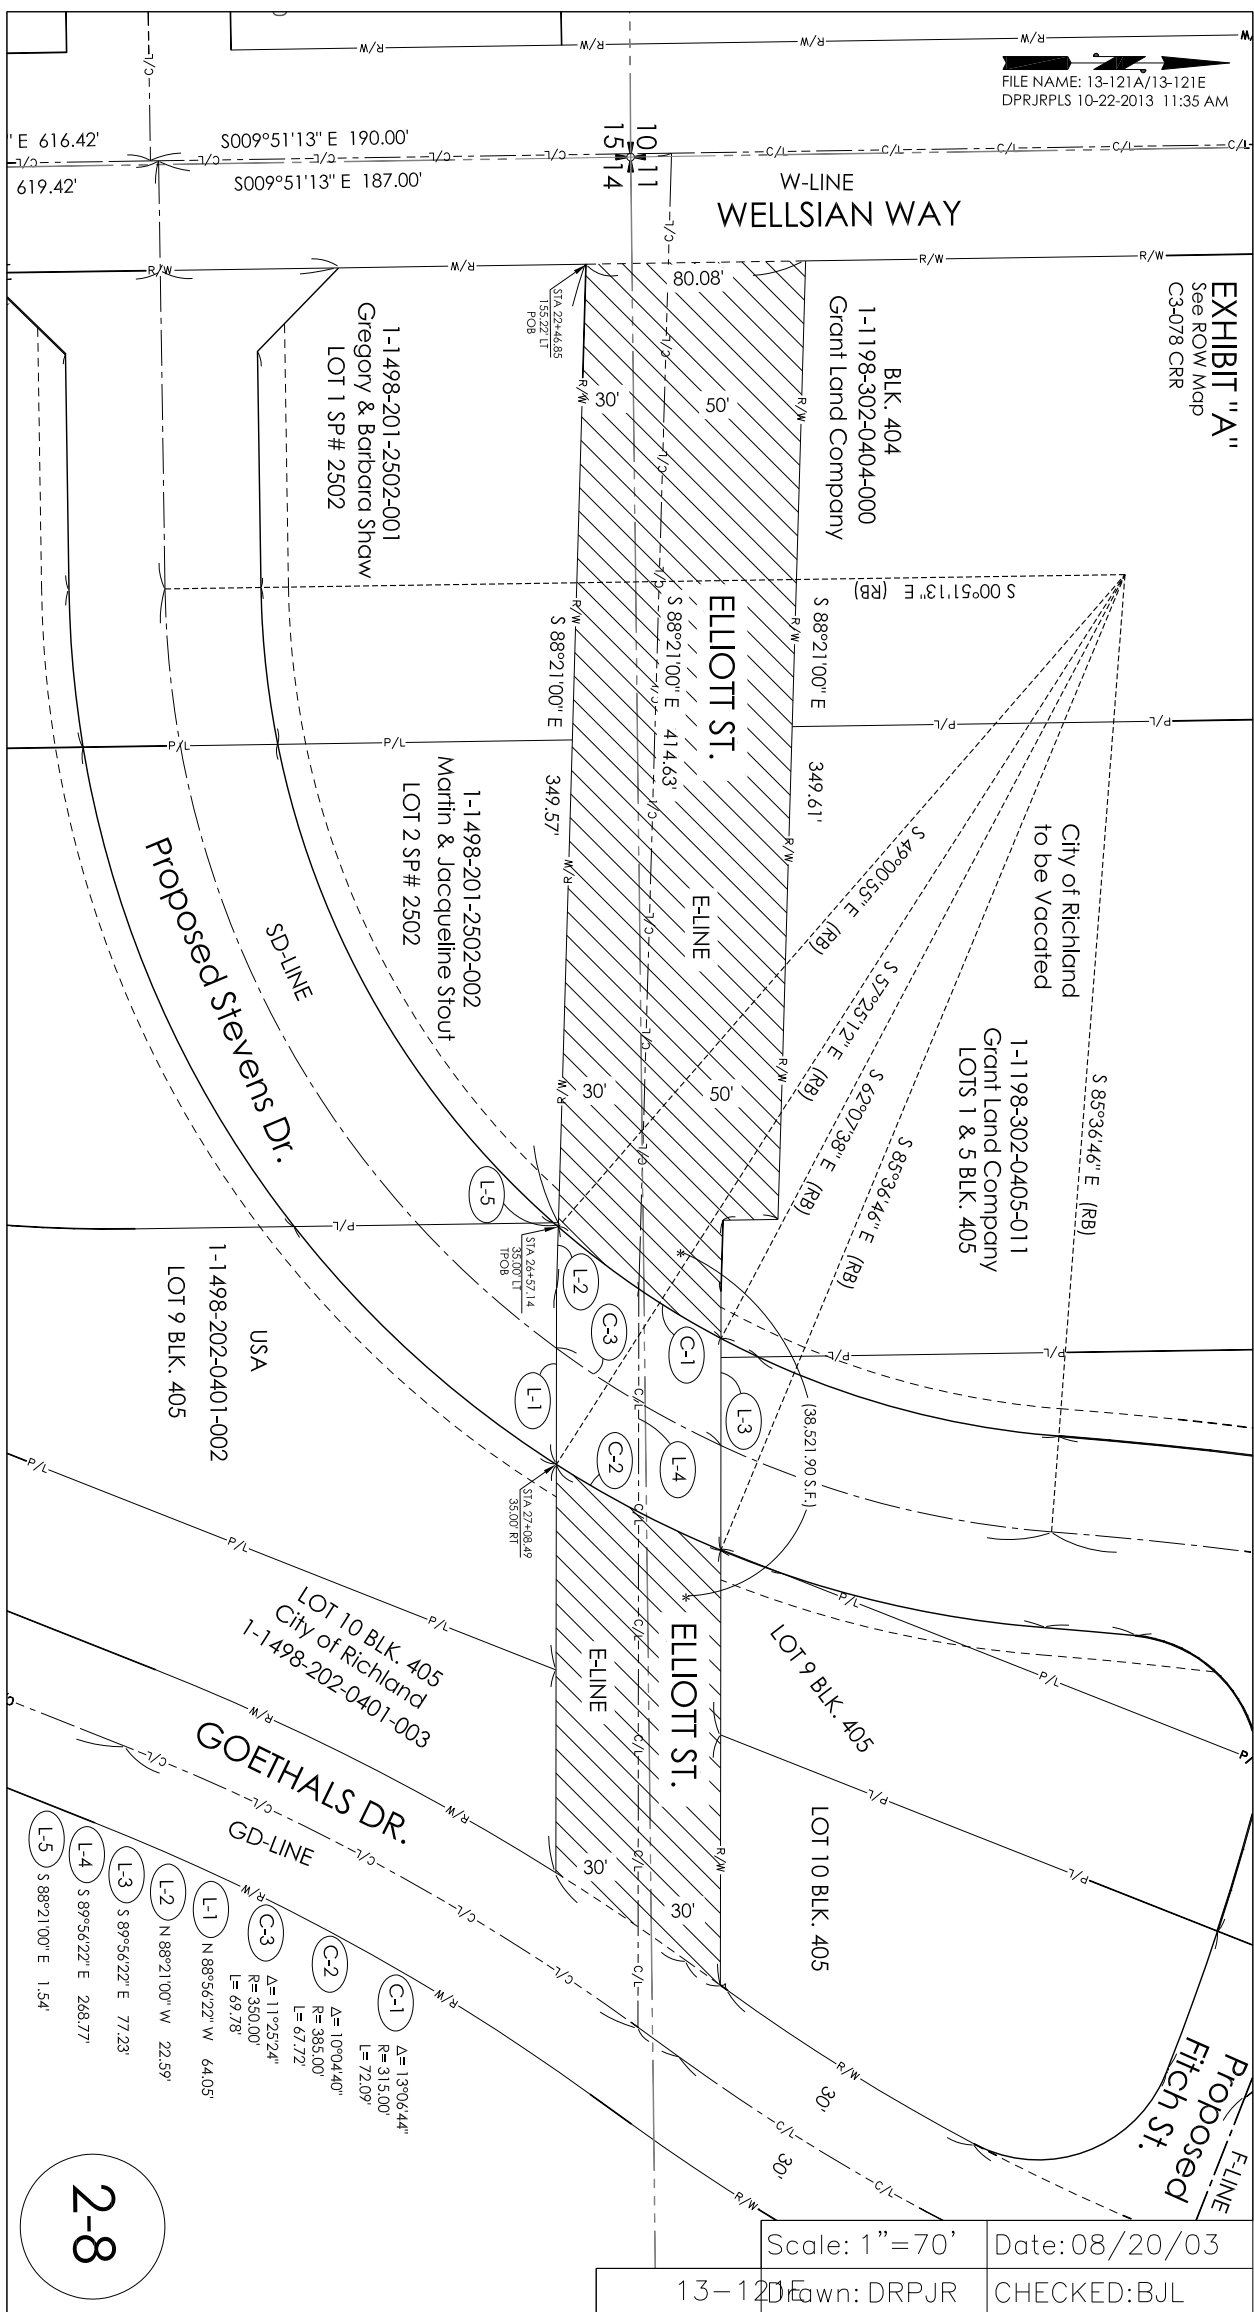 FILE NAME: 13-121A/13-121E
DPRJRPLS 10-22-2013 11:35 AM
EXHIBIT "A"
See ROW Map
C3-078 CRR
" E 616.42'
619.42'
S009°51'13" E 190.00'
S009°51'13" E 187.00'
10
11
15
14
W-LINE
WELLSIAN WAY
80.08'
STA 22+46.85
155.22' LT
POB
BLK. 404
1-1198-302-0404-000
Grant Land Company
1-1498-201-2502-001
Gregory & Barbara Shaw
LOT 1 SP# 2502
30'
50'
S 00°51'13" E (RB)
S 88°21'00" E 349.61'
ELLIOTT ST.
S 88°21'00" E 414.63'
S 88°21'00" E 349.57'
E-LINE
30'
50'
City of Richland
to be Vacated
1-1198-302-0405-011
Grant Land Company
LOTS 1 & 5 BLK. 405
S 49°00'55" E (RB)
S 57°25'12" E (RB)
S 62°07'38" E (RB)
S 85°36'46" E (RB)
S 85°36'46" E (RB)
1-1498-201-2502-002
Martin & Jacqueline Stout
LOT 2 SP# 2502
SD-LINE
Proposed Stevens Dr.
L-5
STA 26+57.14
35.00' LT
TPOB
L-2
C-3
C-1
L-1
L-3
C-2
L-4
(38,521.90 S.F.)
*
*
STA 27+08.49
35.00' RT
USA
1-1498-202-0401-002
LOT 9 BLK. 405
LOT 10 BLK. 405
City of Richland
1-1498-202-0401-003
E-LINE
ELLIOTT ST.
LOT 9 BLK. 405
LOT 10 BLK. 405
30'
30'
GOETHALS DR.
GD-LINE
30'
30'
Proposed
Fitch St.
F-LINE
C-1 Δ= 13°06'44"
R= 315.00'
L= 72.09'
C-2 Δ= 10°04'40"
R= 385.00'
L= 67.72'
C-3 Δ= 11°25'24"
R= 350.00'
L= 69.78'
L-1 N 88°56'22" W 64.05'
L-2 N 88°21'00" W 22.59'
L-3 S 89°56'22" E 77.23'
L-4 S 89°56'22" E 268.77'
L-5 S 88°21'00" E 1.54'
2-8
Scale: 1"=70'
Date: 08/20/03
13-121E
Drawn: DRPJR
CHECKED:BJL